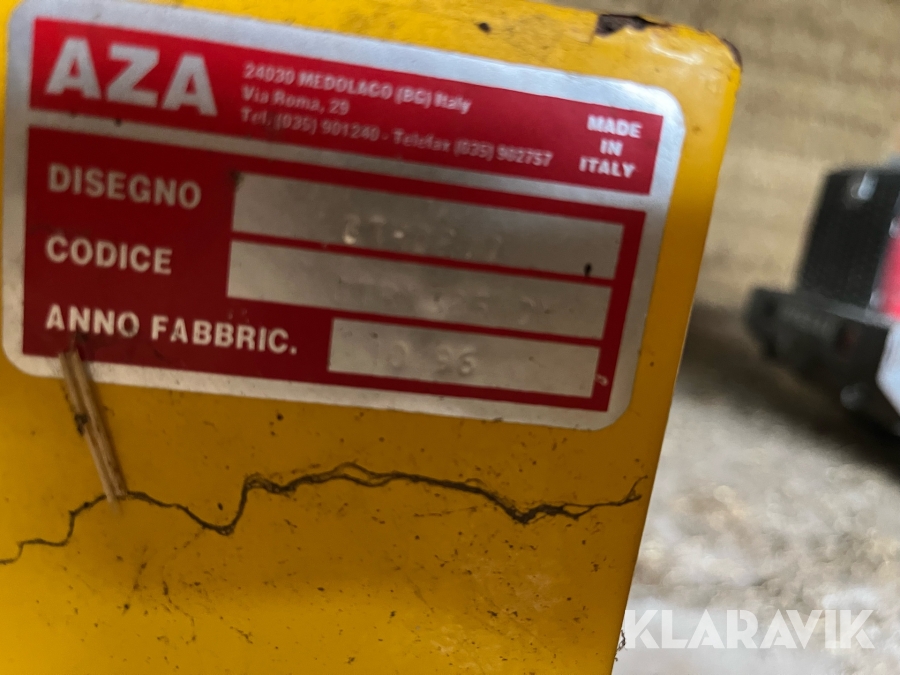 AZA
24030 MEDOLAGO (BG) Italy
Via Roma, 29
Tel. (035) 901240 - Telefax (035) 902757
MADE
IN
ITALY
DISEGNO
CODICE
ANNO FABBRIC.
96
KLARAVIK